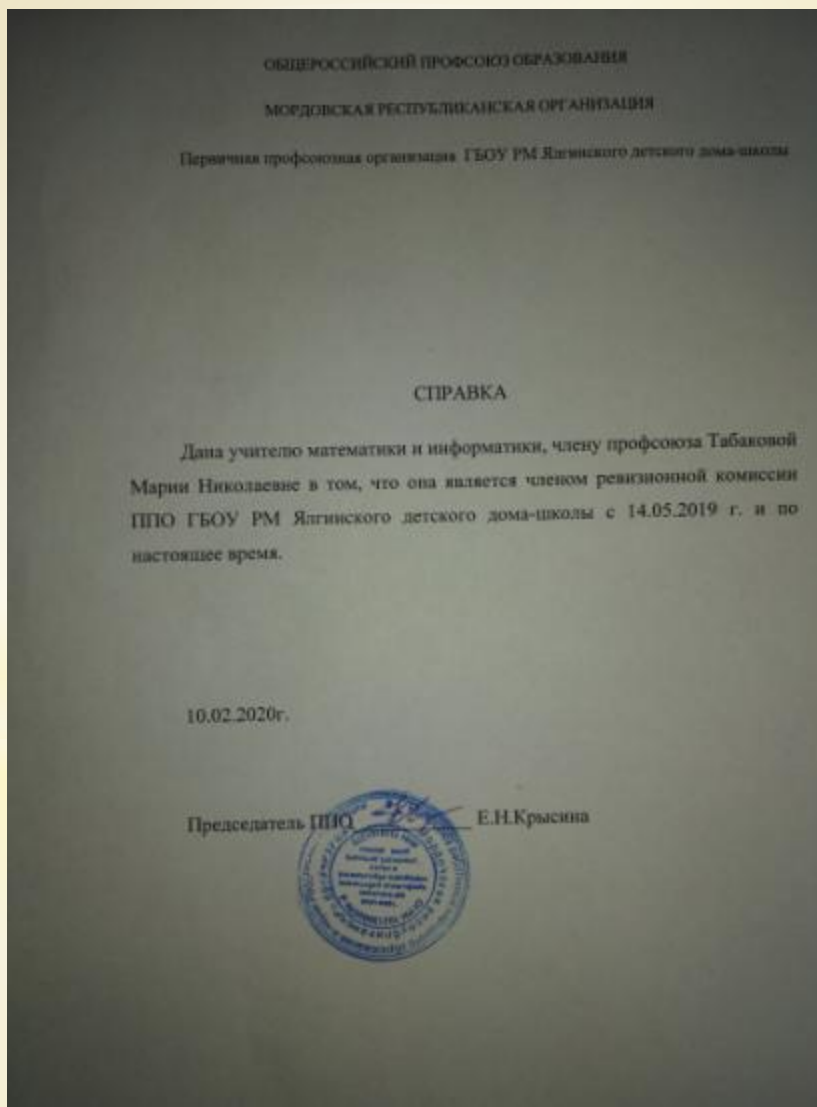 ОБЩЕРОССИЙСКИЙ ПРОФСОЮЗ ОБРАЗОВАНИЯ
МОРДОВСКАЯ РЕСПУБЛИКАНСКАЯ ОРГАНИЗАЦИЯ
Первичная профсоюзная организация ГБОУ РМ Ялгинского детского дома-школы
СПРАВКА
Дана учителю математики и информатики, члену профсоюза Табаковой
Марии Николаевне в том, что она является членом ревизионной комиссии
ППО ГБОУ РМ Ялгинского детского дома-школы с 14.05.2019 г. и по
настоящее время.
10.02.2020г.
Председатель ППО Е.Н.Крысина